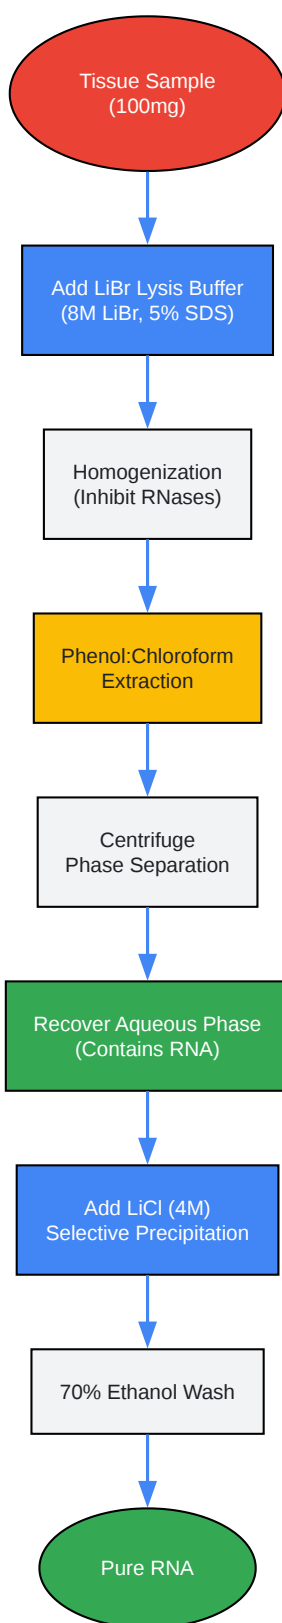 Tissue Sample
(100mg)
Add LiBr Lysis Buffer
(8M LiBr, 5% SDS)
Homogenization
(Inhibit RNases)
Phenol:Chloroform
Extraction
Centrifuge
Phase Separation
Recover Aqueous Phase
(Contains RNA)
Add LiCl (4M)
Selective Precipitation
70% Ethanol Wash
Pure RNA